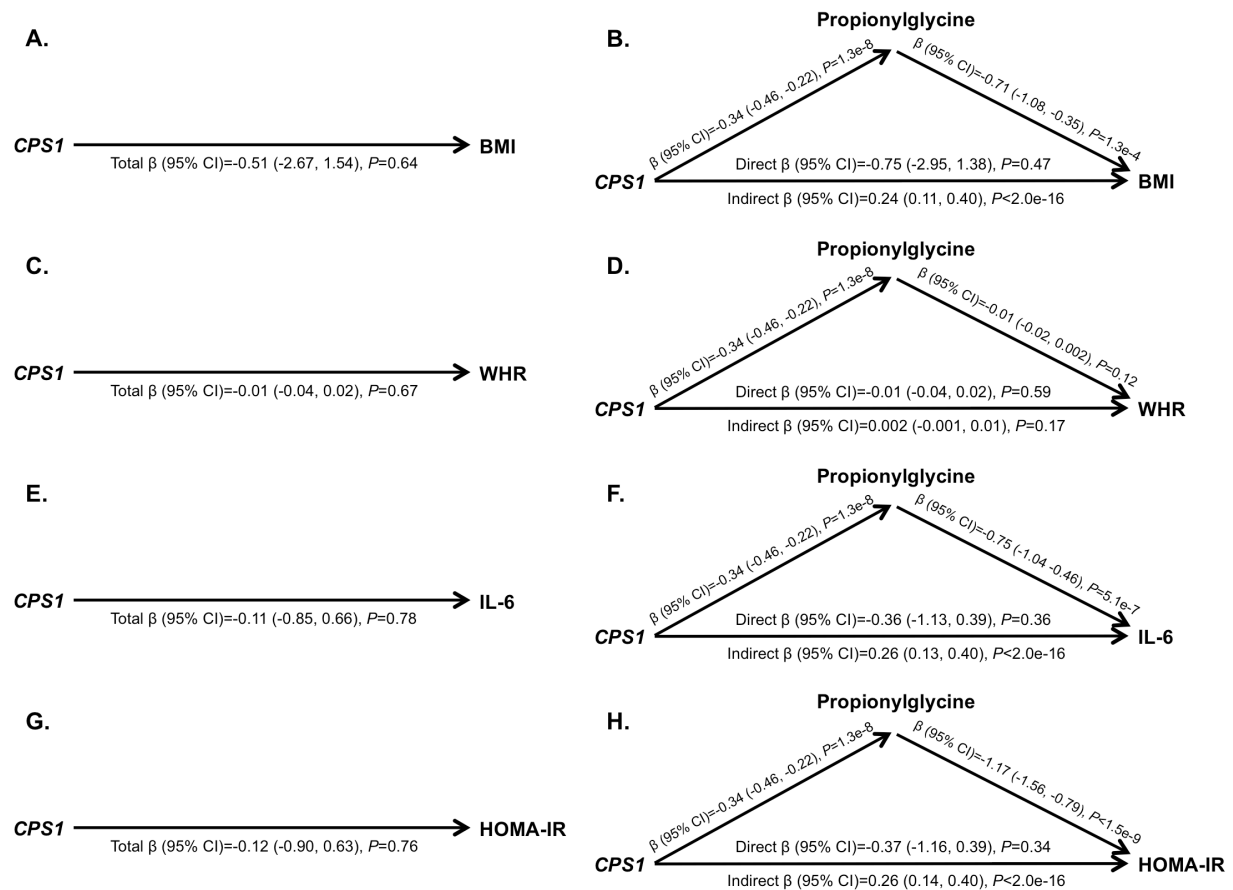 A.
CPS1
BMI
Total β (95% CI)=-0.51 (-2.67, 1.54), P=0.64
B.
Propionylglycine
β (95% CI)=-0.34 (-0.46, -0.22), P=1.3e-8
β (95% CI)=-0.71 (-1.08, -0.35), P=1.3e-4
Direct β (95% CI)=-0.75 (-2.95, 1.38), P=0.47
CPS1
BMI
Indirect β (95% CI)=0.24 (0.11, 0.40), P<2.0e-16
C.
CPS1
WHR
Total β (95% CI)=-0.01 (-0.04, 0.02), P=0.67
D.
Propionylglycine
β (95% CI)=-0.34 (-0.46, -0.22), P=1.3e-8
β (95% CI)=-0.01 (-0.02, 0.002), P=0.12
Direct β (95% CI)=-0.01 (-0.04, 0.02), P=0.59
CPS1
WHR
Indirect β (95% CI)=0.002 (-0.001, 0.01), P=0.17
E.
CPS1
IL-6
Total β (95% CI)=-0.11 (-0.85, 0.66), P=0.78
F.
Propionylglycine
β (95% CI)=-0.34 (-0.46, -0.22), P=1.3e-8
β (95% CI)=-0.75 (-1.04 -0.46), P=5.1e-7
Direct β (95% CI)=-0.36 (-1.13, 0.39), P=0.36
CPS1
IL-6
Indirect β (95% CI)=0.26 (0.13, 0.40), P<2.0e-16
G.
CPS1
HOMA-IR
Total β (95% CI)=-0.12 (-0.90, 0.63), P=0.76
H.
Propionylglycine
β (95% CI)=-0.34 (-0.46, -0.22), P=1.3e-8
β (95% CI)=-1.17 (-1.56, -0.79), P<1.5e-9
Direct β (95% CI)=-0.37 (-1.16, 0.39), P=0.34
CPS1
HOMA-IR
Indirect β (95% CI)=0.26 (0.14, 0.40), P<2.0e-16